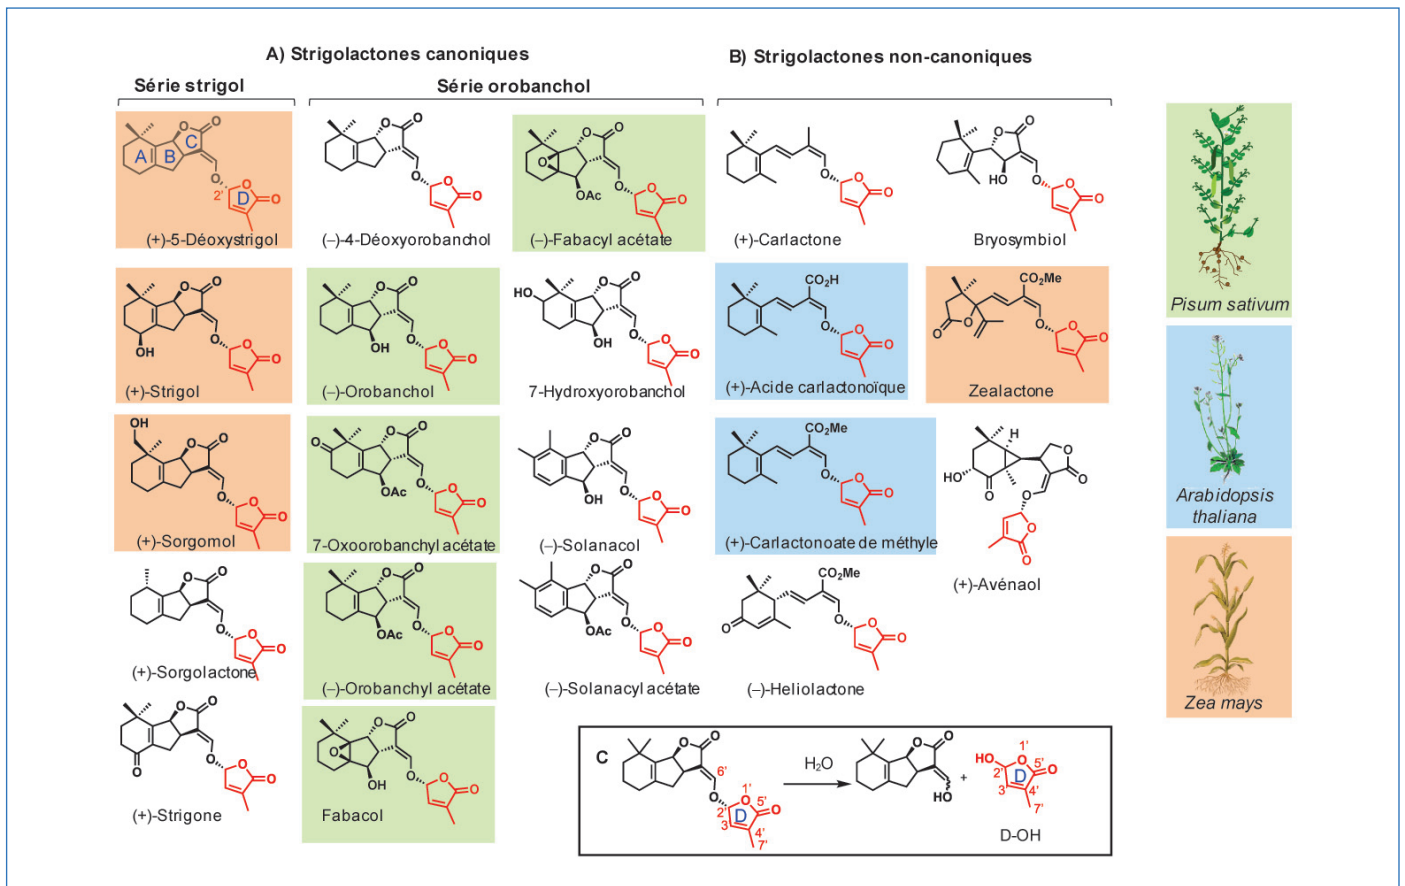 A) Strigolactones canoniques
B) Strigolactones non-canoniques
Série strigol
Série orobanchol
O
O
A
B
C
O
2'
O
D
O
(+)-5-Déoxystrigol
O
O
O
O
O
(–)-4-Déoxyorobanchol
O
O
O
OAc
O
O
O
(–)-Fabacyl acétate
O
O
O
(+)-Carlactone
O
O
HO
O
O
O
Bryosymbiol
Pisum sativum
O
O
OH
O
O
O
(+)-Strigol
O
O
OH
O
O
O
(–)-Orobanchol
HO
O
O
OH
O
O
O
7-Hydroxyorobanchol
CO₂H
O
O
O
(+)-Acide carlactonoïque
CO₂Me
O
O
O
O
O
Zealactone
OH
O
O
O
O
O
(+)-Sorgomol
O
O
O
OAc
O
O
O
7-Oxoorobanchyl acétate
O
O
OH
O
O
O
(–)-Solanacol
CO₂Me
O
O
O
(+)-Carlactonoate de méthyle
H
O
O
HO
O
O
O
O
(+)-Avénaol
Arabidopsis
thaliana
O
O
O
O
O
(+)-Sorgolactone
O
O
OAc
O
O
O
(–)-Orobanchyl acétate
O
O
OAc
O
O
O
(–)-Solanacyl acétate
CO₂Me
O
O
O
O
(–)-Heliolactone
Zea mays
O
O
O
O
O
O
(+)-Strigone
O
O
O
OH
O
O
O
Fabacol
C
O
O
6'
O
1'
O
5'
O
2'
D
3
4'
7'
H₂O
O
O
HO
+
HO
1'
O
5'
O
2'
D
3
4'
7'
D-OH